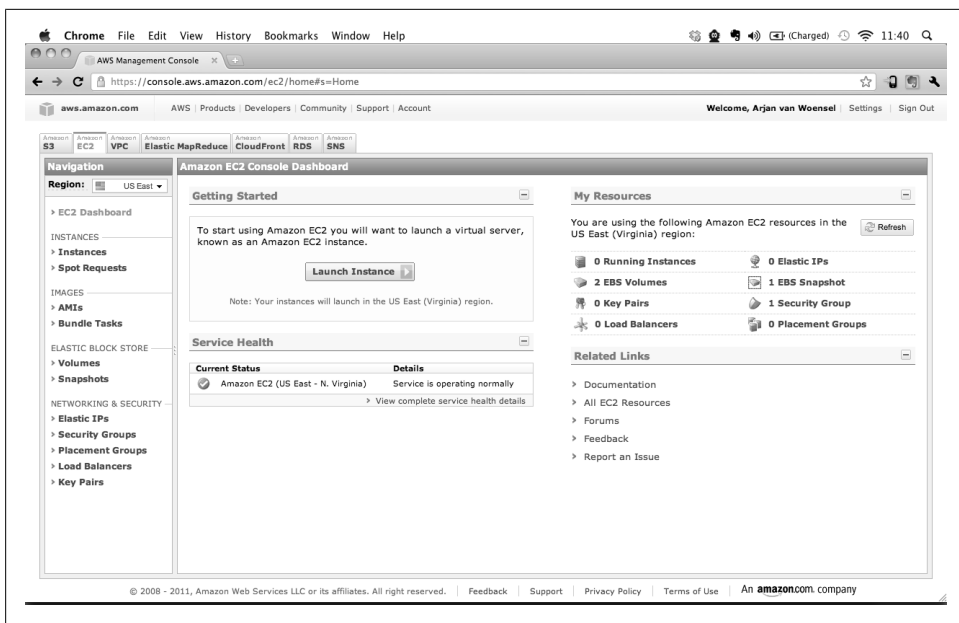 Chrome File Edit View History Bookmarks Window Help (Charged) 11:40
AWS Management Console
https://console.aws.amazon.com/ec2/home#s=Home
aws.amazon.com AWS | Products | Developers | Community | Support | Account Welcome, Arjan van Woensel | Settings | Sign Out
Amazon S3 Amazon EC2 Amazon VPC Amazon Elastic MapReduce Amazon CloudFront Amazon RDS Amazon SNS
Navigation
Region: US East
> EC2 Dashboard
INSTANCES
> Instances
> Spot Requests
IMAGES
> AMIs
> Bundle Tasks
ELASTIC BLOCK STORE
> Volumes
> Snapshots
NETWORKING & SECURITY
> Elastic IPs
> Security Groups
> Placement Groups
> Load Balancers
> Key Pairs
Amazon EC2 Console Dashboard
Getting Started
To start using Amazon EC2 you will want to launch a virtual server,
known as an Amazon EC2 instance.
Launch Instance
Note: Your instances will launch in the US East (Virginia) region.
Service Health
Current Status Details
Amazon EC2 (US East - N. Virginia) Service is operating normally
> View complete service health details
My Resources
You are using the following Amazon EC2 resources in the
US East (Virginia) region:
Refresh
0 Running Instances 0 Elastic IPs
2 EBS Volumes 1 EBS Snapshot
0 Key Pairs 1 Security Group
0 Load Balancers 0 Placement Groups
Related Links
> Documentation
> All EC2 Resources
> Forums
> Feedback
> Report an Issue
© 2008 - 2011, Amazon Web Services LLC or its affiliates. All right reserved. | Feedback | Support | Privacy Policy | Terms of Use | An amazon.com. company